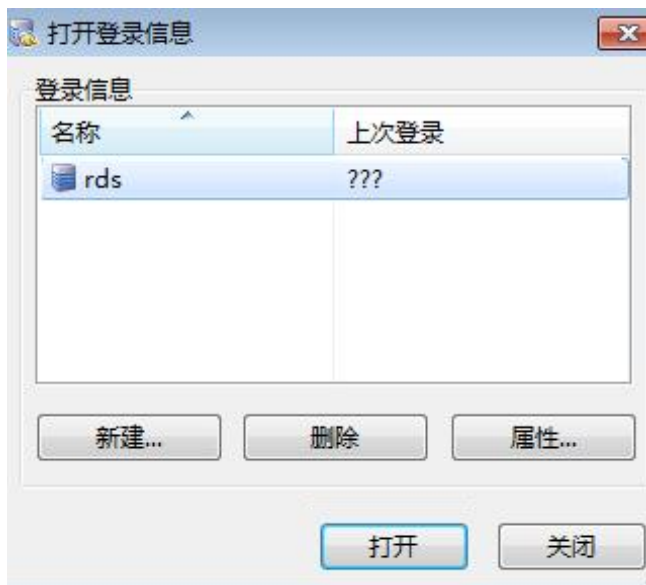 打开登录信息
登录信息
名称 上次登录
rds ???
新建... 删除 属性...
打开 关闭